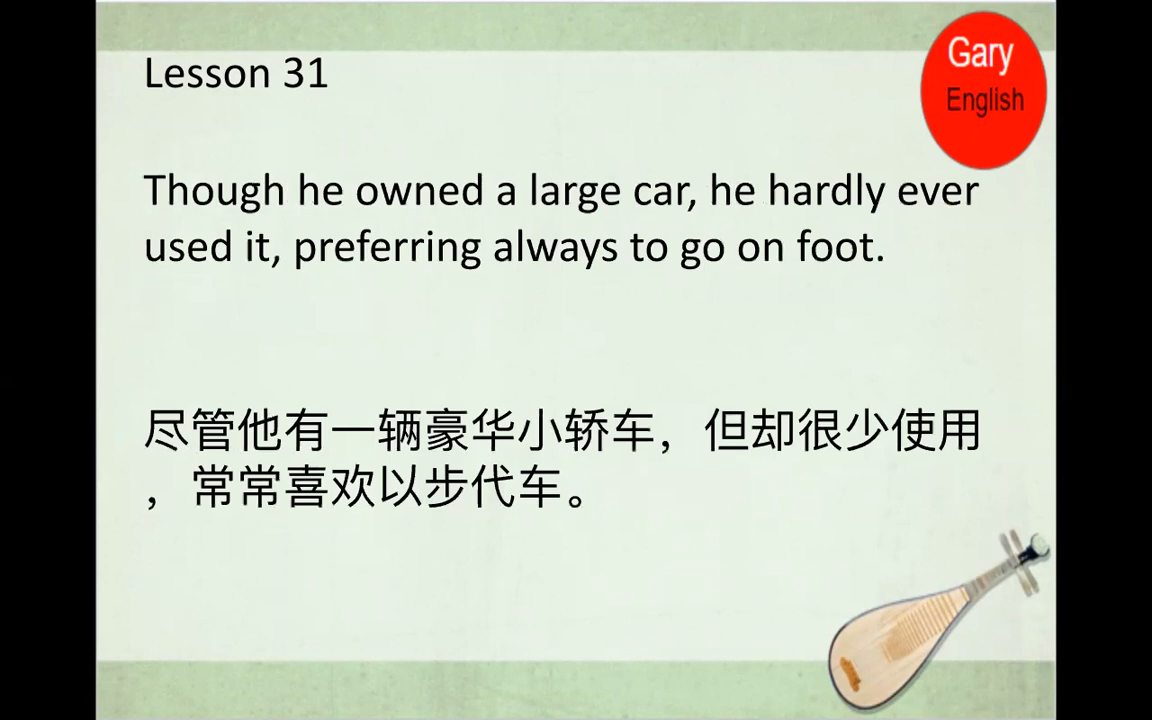 Lesson 31
Gary
English
Though he owned a large car, he hardly ever
used it, preferring always to go on foot.
尽管他有一辆豪华小轿车，但却很少使用
，常常喜欢以步代车。